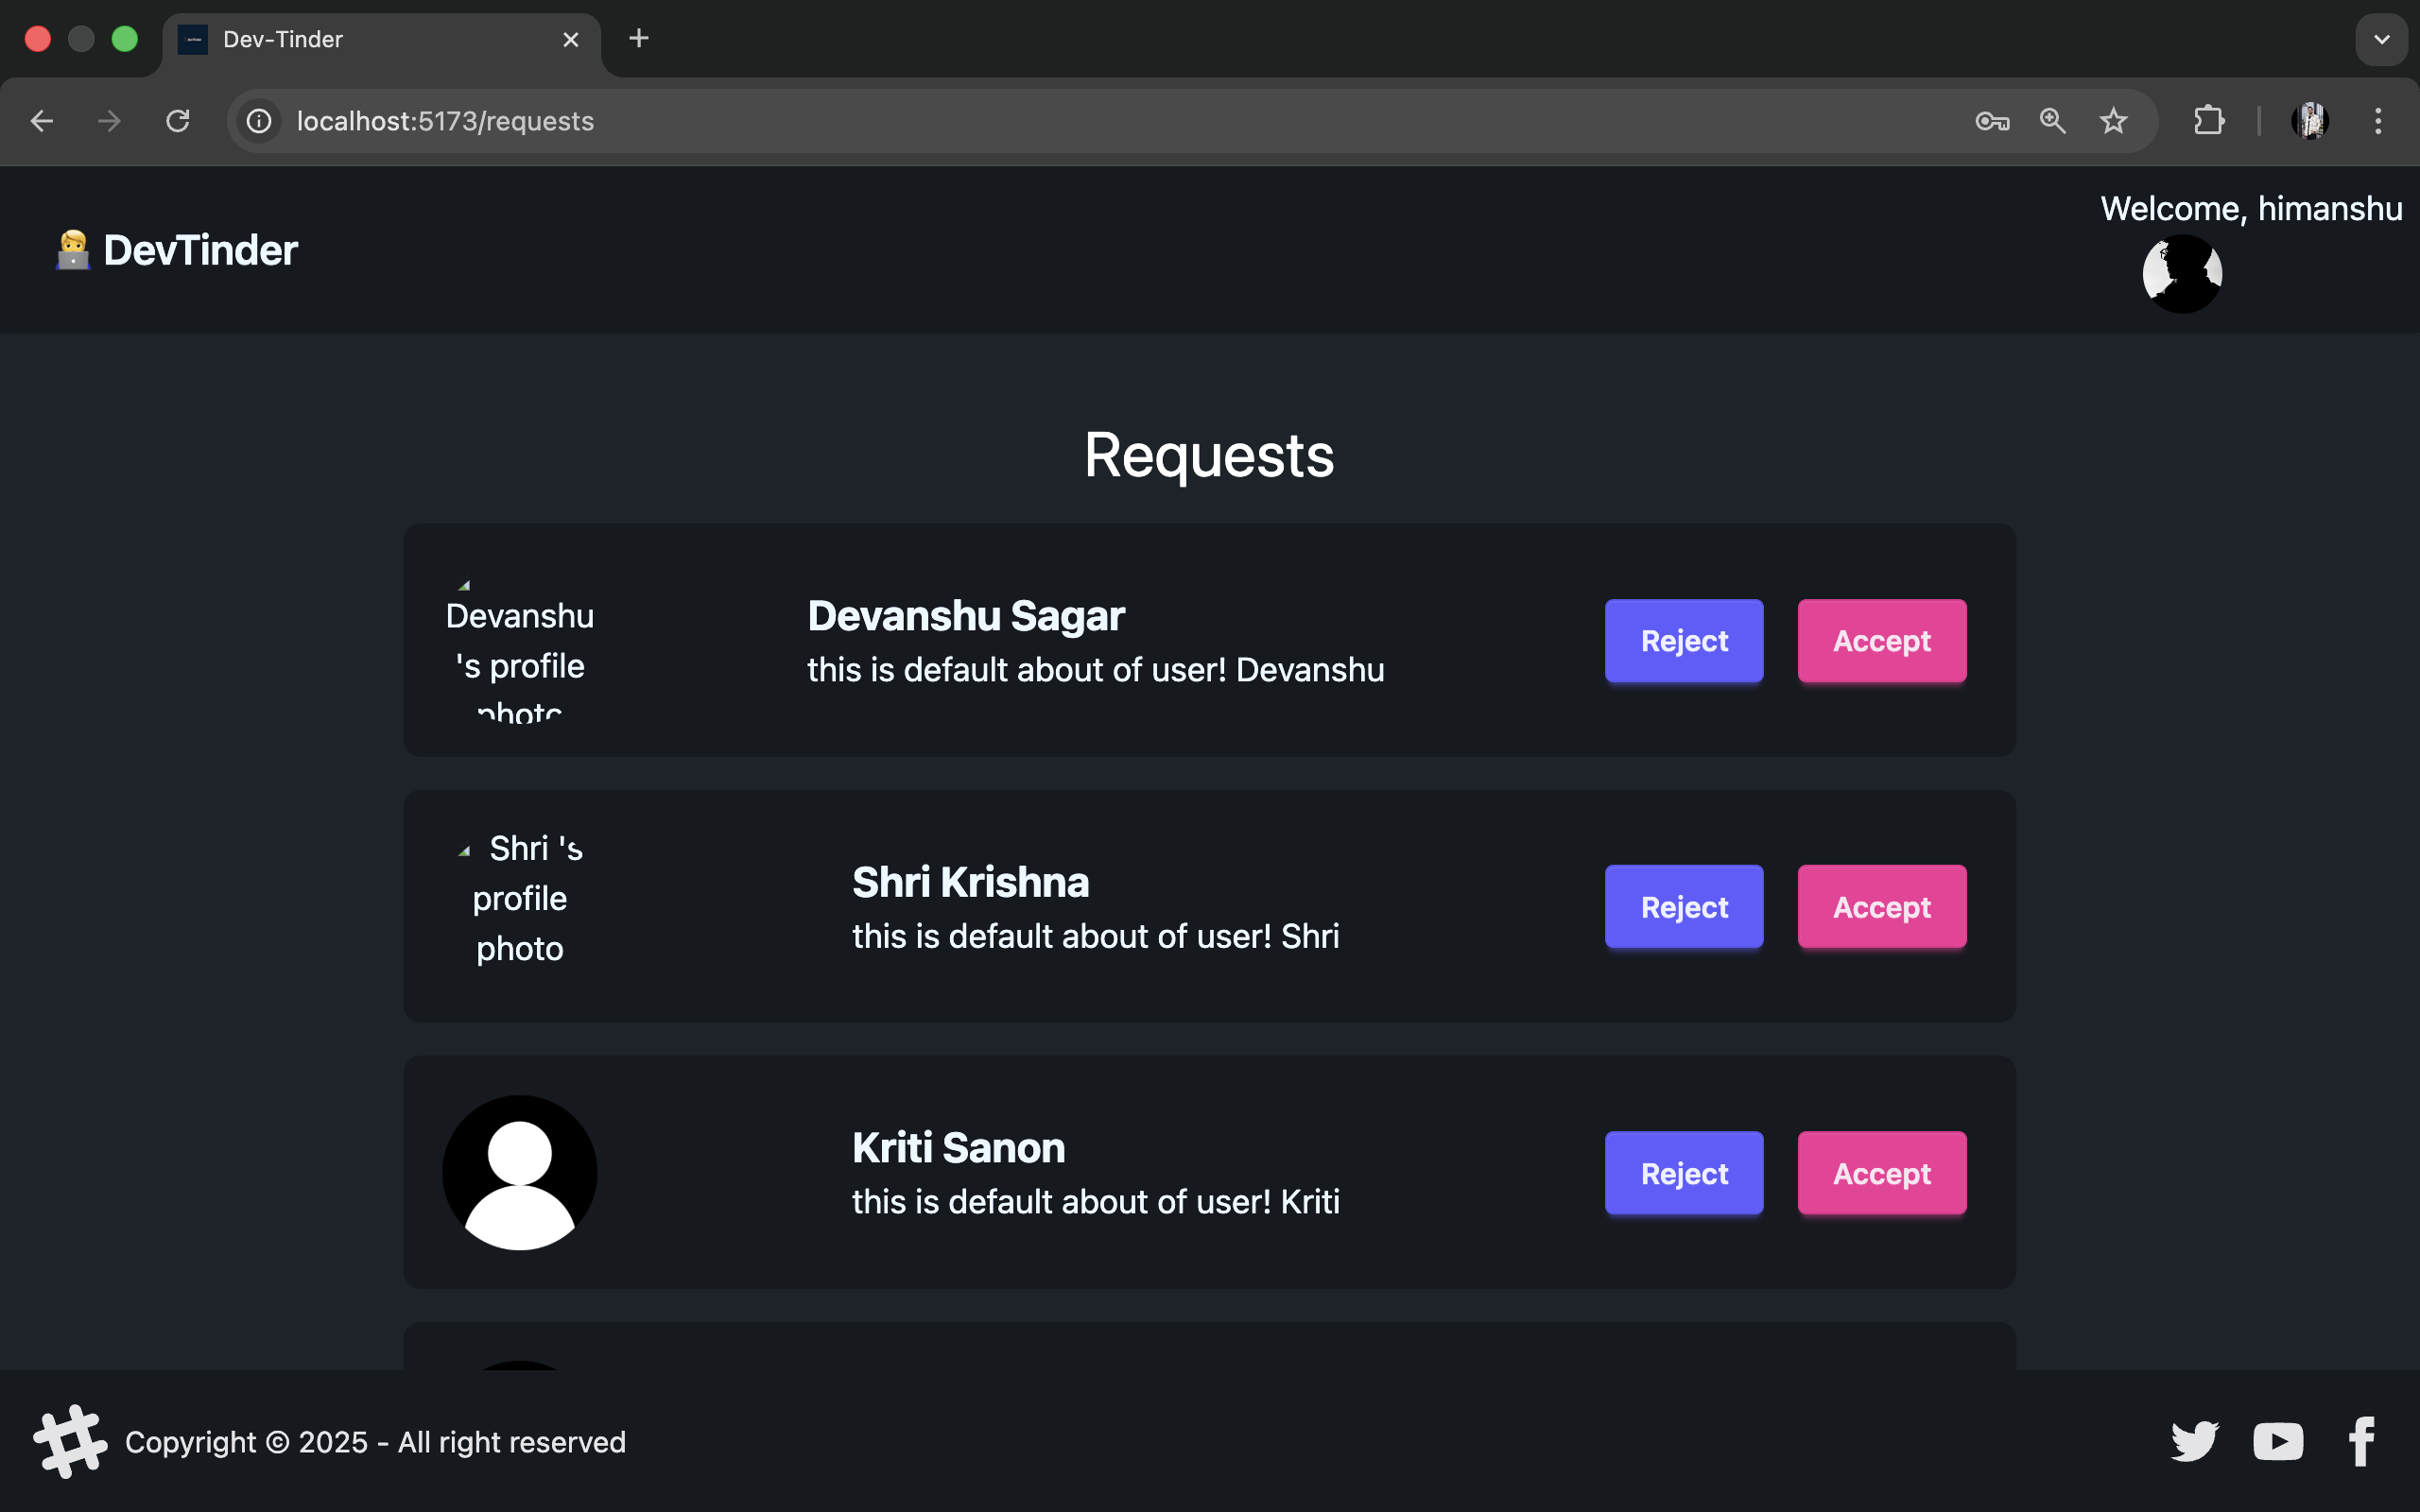 Dev-Tinder
localhost:5173/requests
DevTinder
Welcome, himanshu
Requests
Devanshu
's profile
photo
Devanshu Sagar
this is default about of user! Devanshu
Reject
Accept
Shri 's
profile
photo
Shri Krishna
this is default about of user! Shri
Reject
Accept
Kriti Sanon
this is default about of user! Kriti
Reject
Accept
Copyright © 2025 - All right reserved